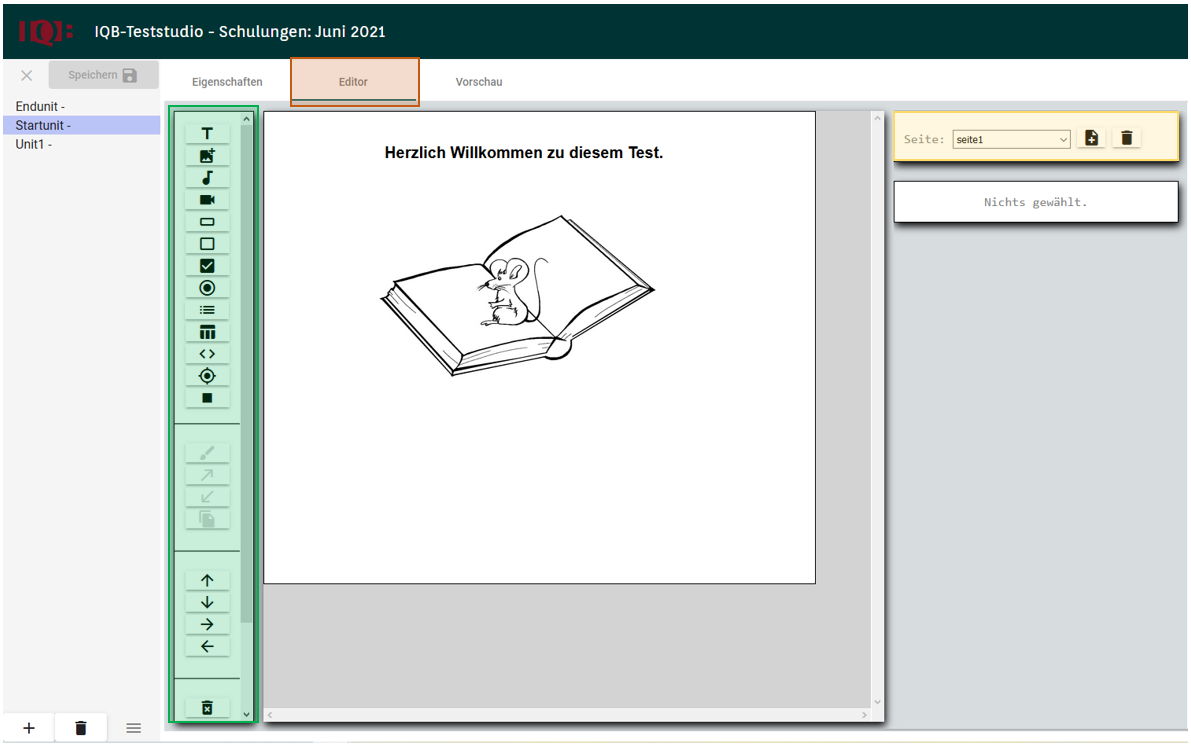 IQB
IQB-Teststudio - Schulungen: Juni 2021
Speichern
Eigenschaften
Editor
Vorschau
Endunit -
Startunit -
Unit1 -
Herzlich Willkommen zu diesem Test.
Seite: seite1
Nichts gewählt.